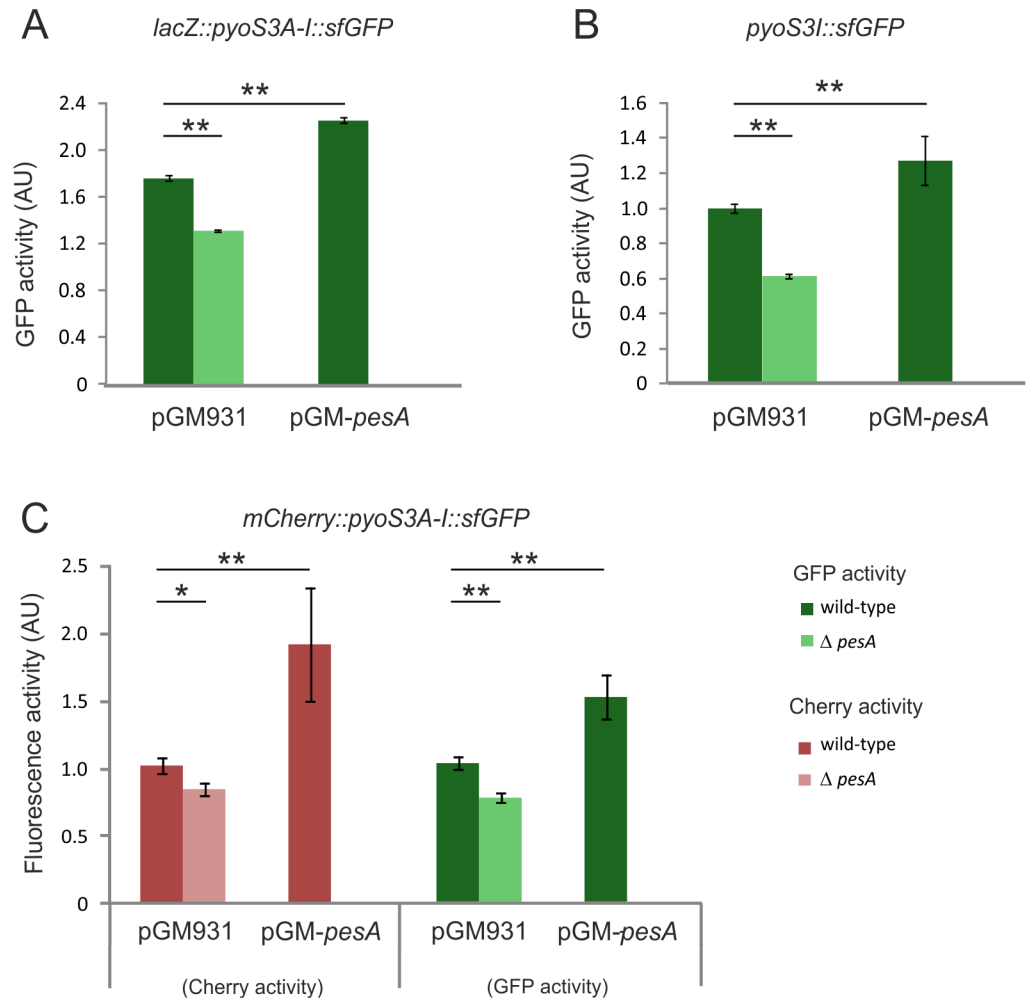 A
lacZ::pyoS3A-I::sfGFP
GFP activity (AU)
2.4
2.0
1.6
1.2
0.8
0.4
0
**
**
pGM931
pGM-pesA
B
pyoS3I::sfGFP
GFP activity (AU)
1.6
1.4
1.2
1.0
0.8
0.6
0.4
0.2
0
**
**
pGM931
pGM-pesA
C
mCherry::pyoS3A-I::sfGFP
Fluorescence activity (AU)
2.5
2.0
1.5
1.0
0.5
0
**
*
**
**
pGM931
pGM-pesA
pGM931
pGM-pesA
(Cherry activity)
(GFP activity)
GFP activity
wild-type
Δ pesA
Cherry activity
wild-type
Δ pesA